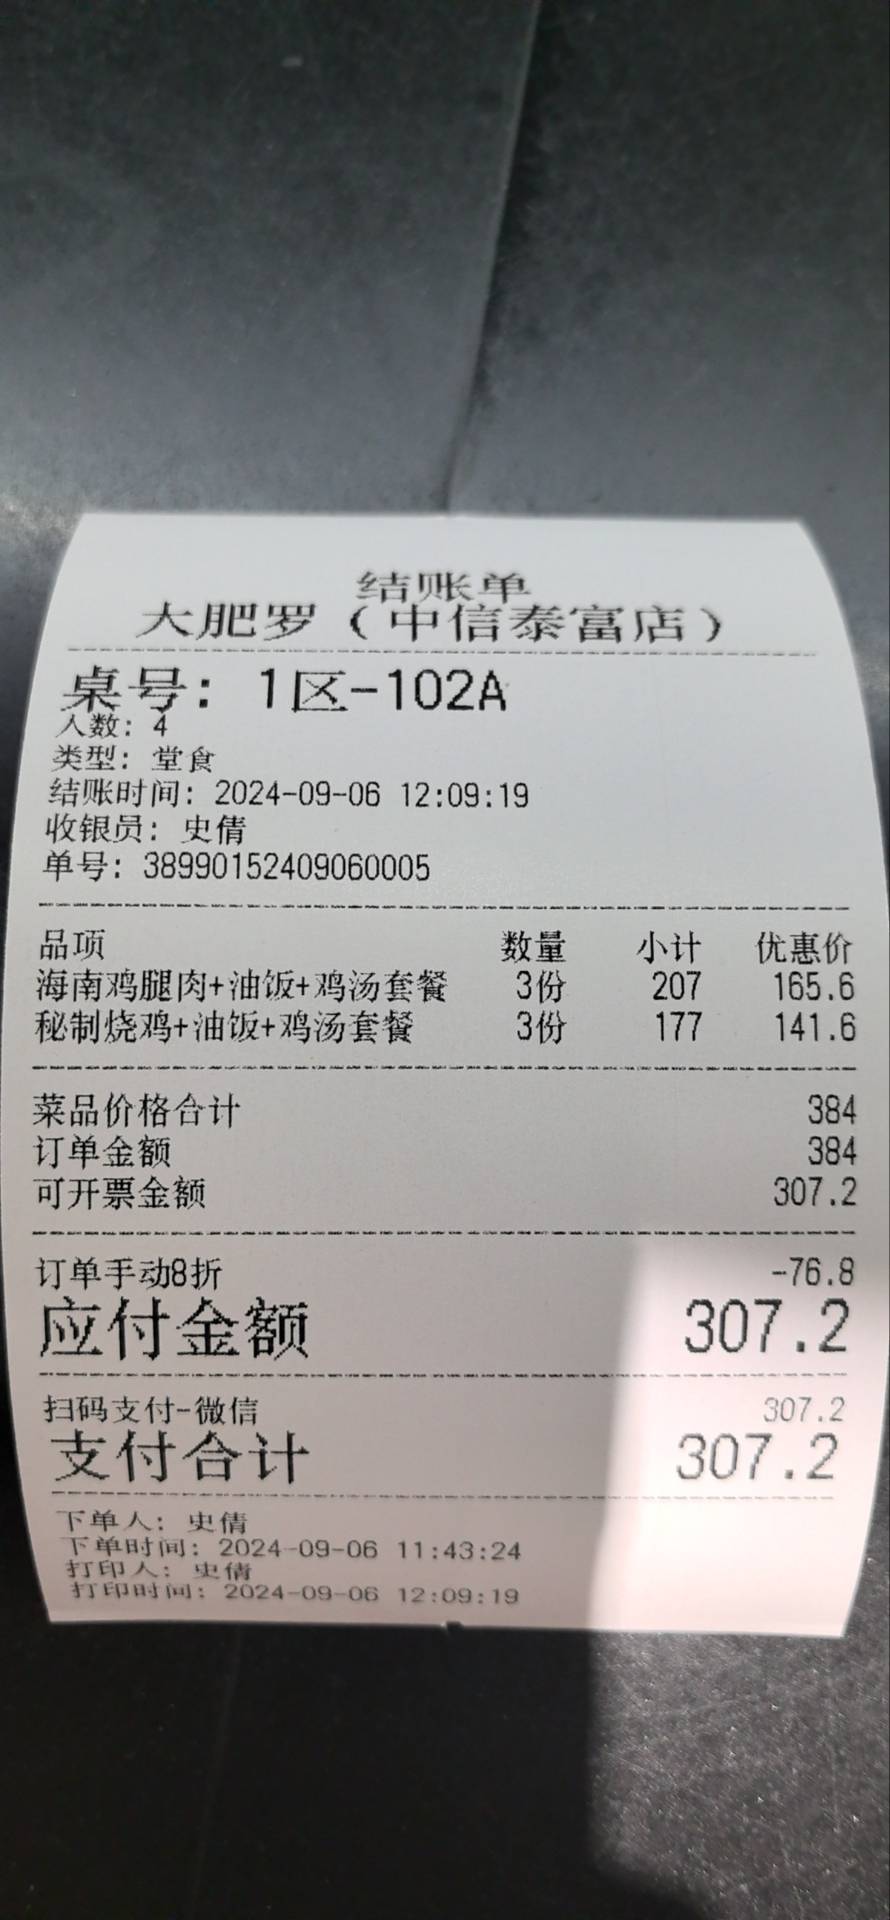 结账单
大肥罗（中信泰富店）
桌号：1区-102A
人数：4
类型：堂食
结账时间：2024-09-06 12:09:19
收银员：史倩
单号：38990152409060005
品项 数量 小计 优惠价
海南鸡腿肉+油饭+鸡汤套餐 3份 207 165.6
秘制烧鸡+油饭+鸡汤套餐 3份 177 141.6
菜品价格合计 384
订单金额 384
可开票金额 307.2
订单手动8折 -76.8
应付金额 307.2
扫码支付-微信 307.2
支付合计 307.2
下单人：史倩
下单时间：2024-09-06 11:43:24
打印人：史倩
打印时间：2024-09-06 12:09:19